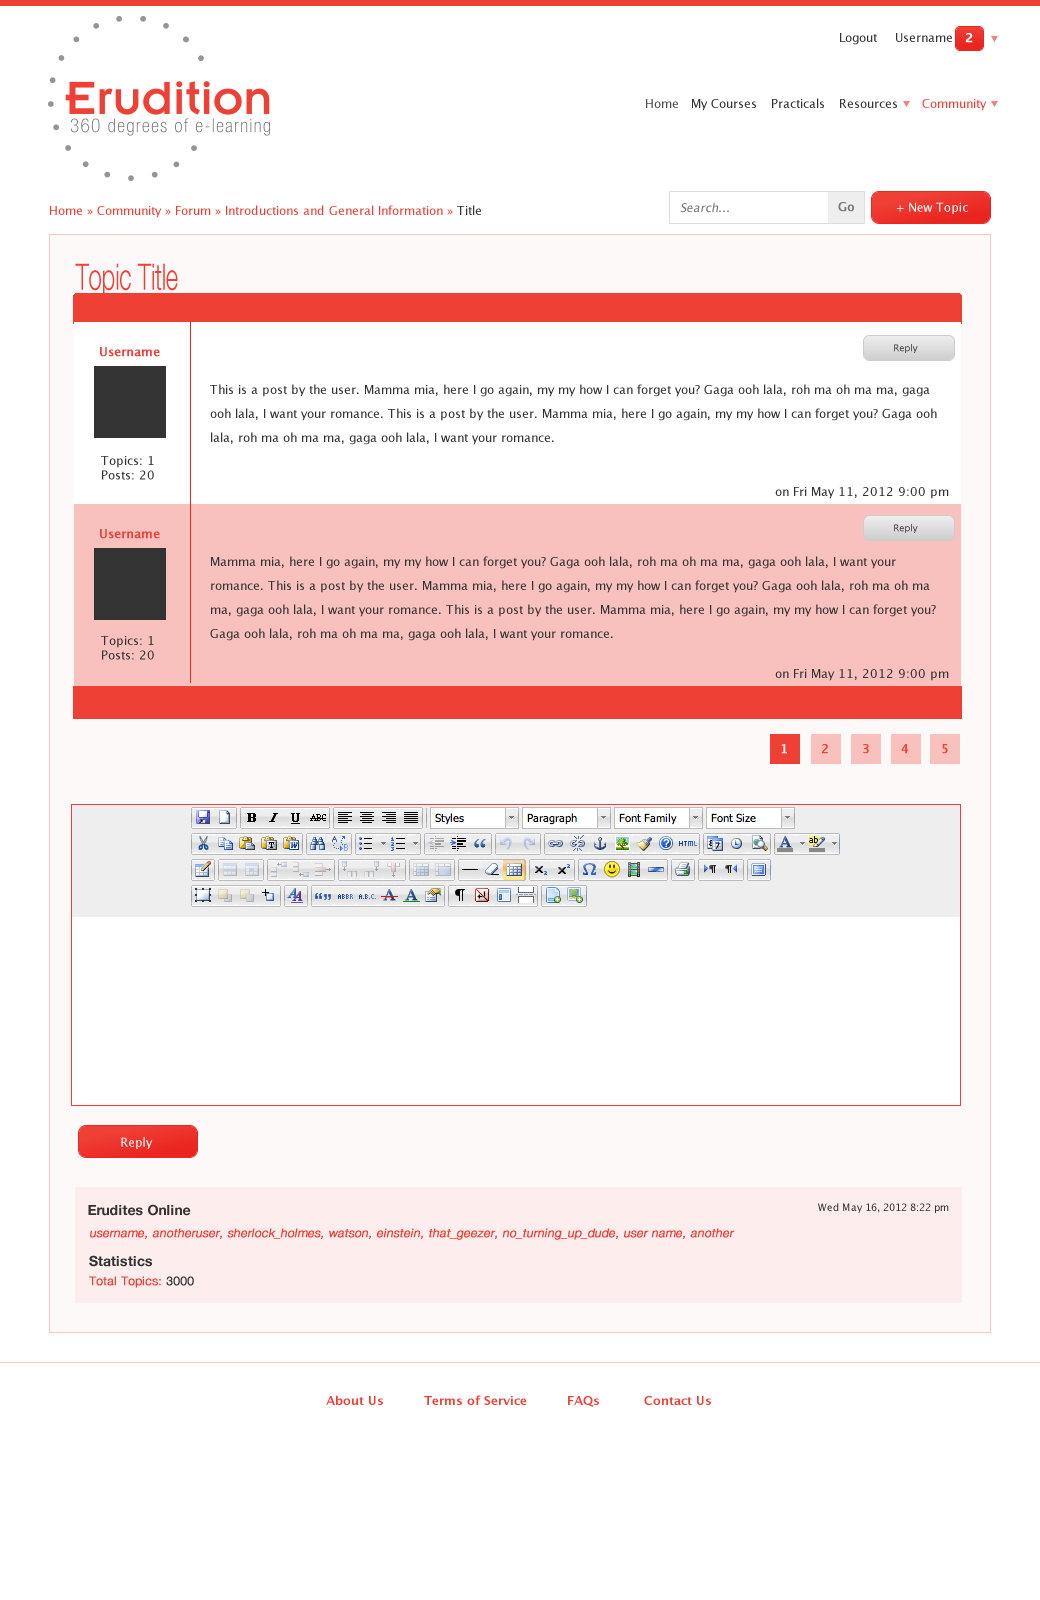 Logout Username 2
Erudition
360 degrees of e-learning
Home My Courses Practicals Resources Community
Home » Community » Forum » Introductions and General Information » Title
Search... Go + New Topic
Topic Title
Username
Reply
This is a post by the user. Mamma mia, here I go again, my my how I can forget you? Gaga ooh lala, roh ma oh ma ma, gaga
ooh lala, I want your romance. This is a post by the user. Mamma mia, here I go again, my my how I can forget you? Gaga ooh
lala, roh ma oh ma ma, gaga ooh lala, I want your romance.
Topics: 1
Posts: 20
on Fri May 11, 2012 9:00 pm
Username
Reply
Mamma mia, here I go again, my my how I can forget you? Gaga ooh lala, roh ma oh ma ma, gaga ooh lala, I want your
romance. This is a post by the user. Mamma mia, here I go again, my my how I can forget you? Gaga ooh lala, roh ma oh ma
ma, gaga ooh lala, I want your romance. This is a post by the user. Mamma mia, here I go again, my my how I can forget you?
Gaga ooh lala, roh ma oh ma ma, gaga ooh lala, I want your romance.
Topics: 1
Posts: 20
on Fri May 11, 2012 9:00 pm
1 2 3 4 5
B I U ABC Styles Paragraph Font Family Font Size
HTML
ABBR A.B.C.
Reply
Erudites Online
Wed May 16, 2012 8:22 pm
username, anotheruser, sherlock_holmes, watson, einstein, that_geezer, no_turning_up_dude, user name, another
Statistics
Total Topics: 3000
About Us Terms of Service FAQs Contact Us